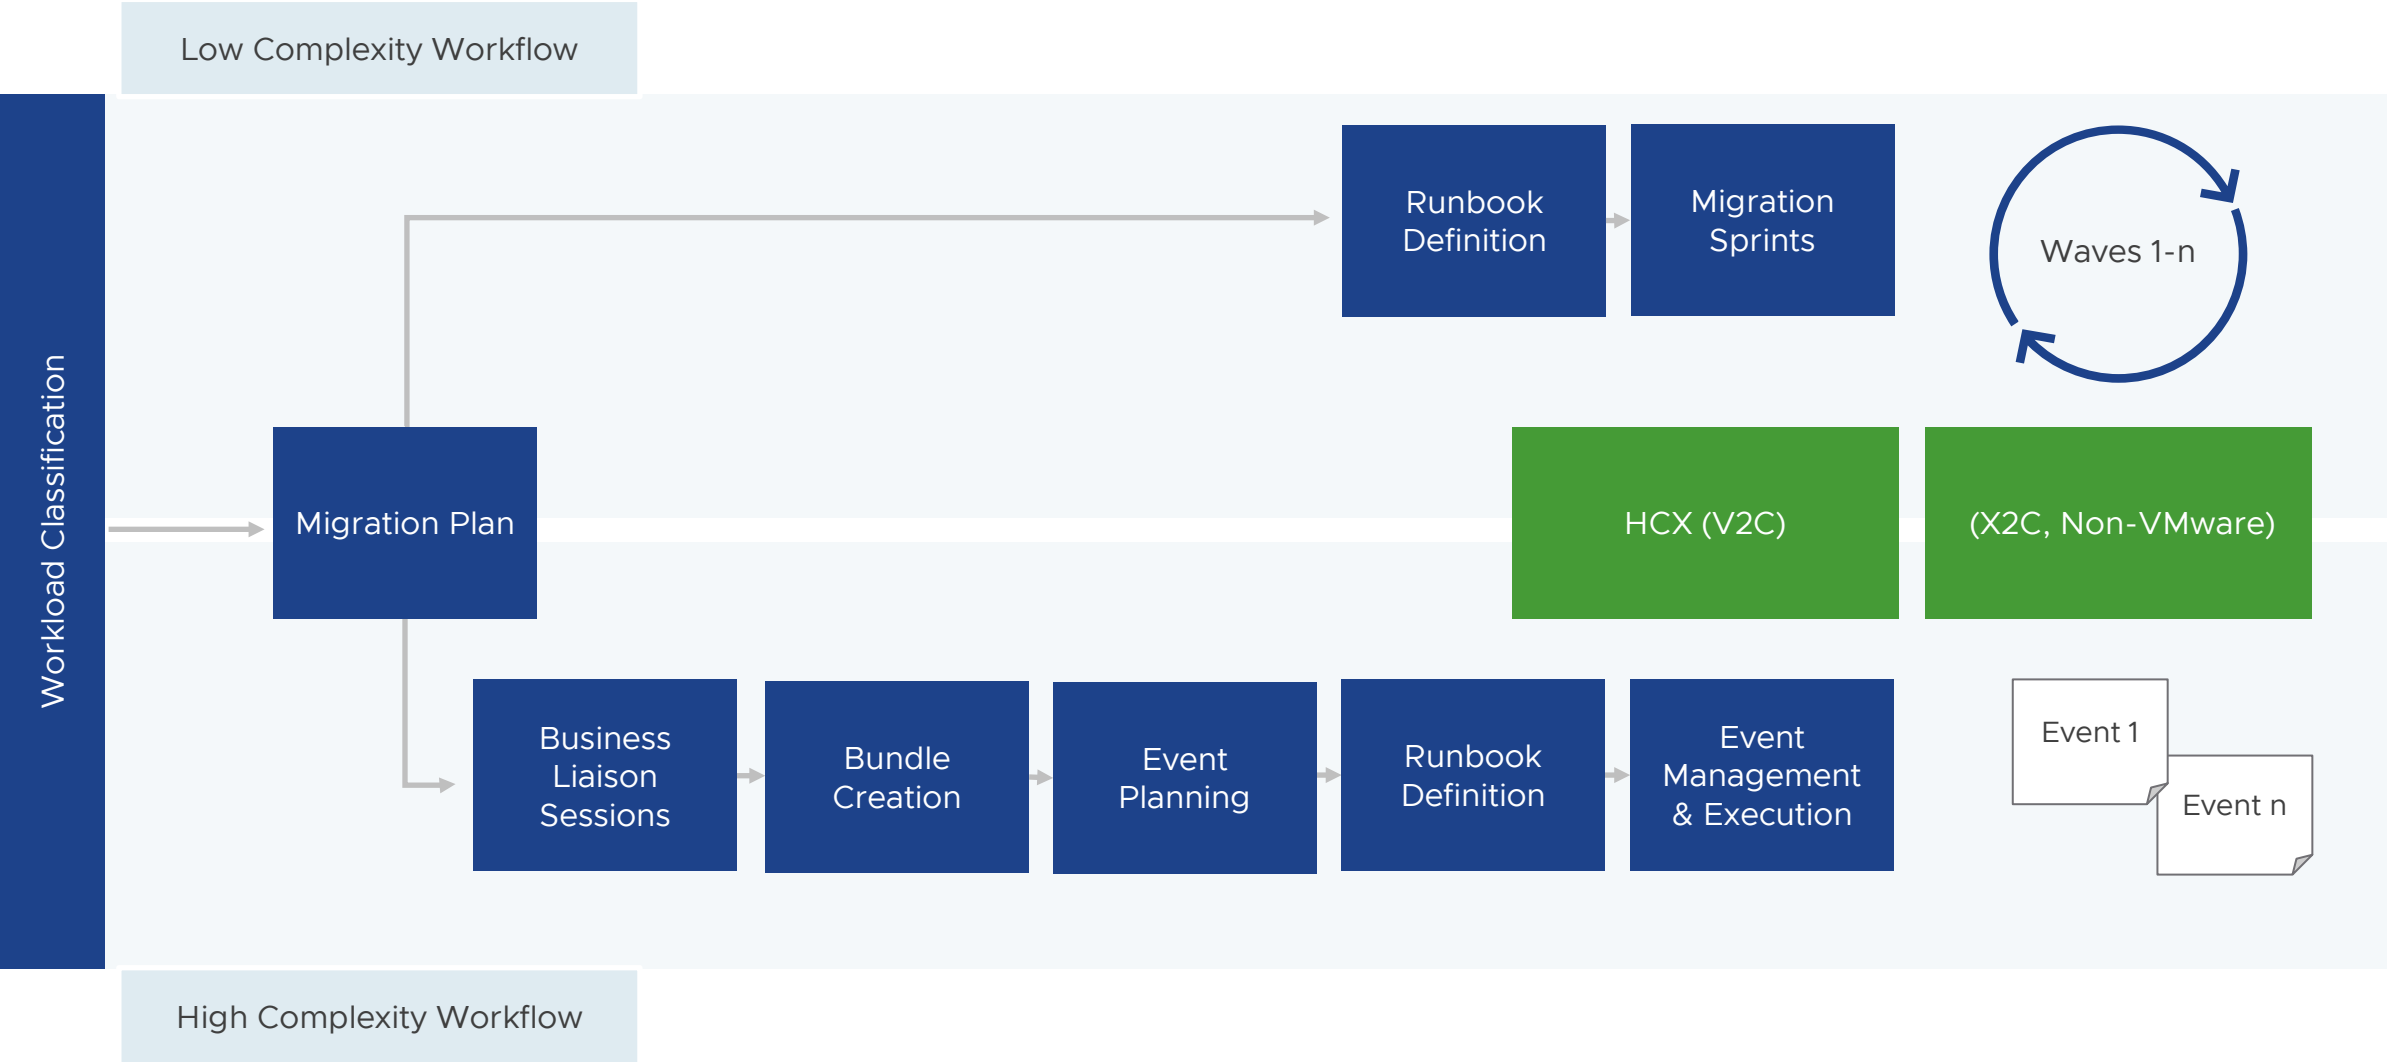 Low Complexity Workflow
Workload Classification
Runbook
Definition
Migration
Sprints
Waves 1-n
Migration Plan
HCX (V2C)
(X2C, Non-VMware)
Business
Liaison
Sessions
Bundle
Creation
Event
Planning
Runbook
Definition
Event
Management
& Execution
Event 1
Event n
High Complexity Workflow